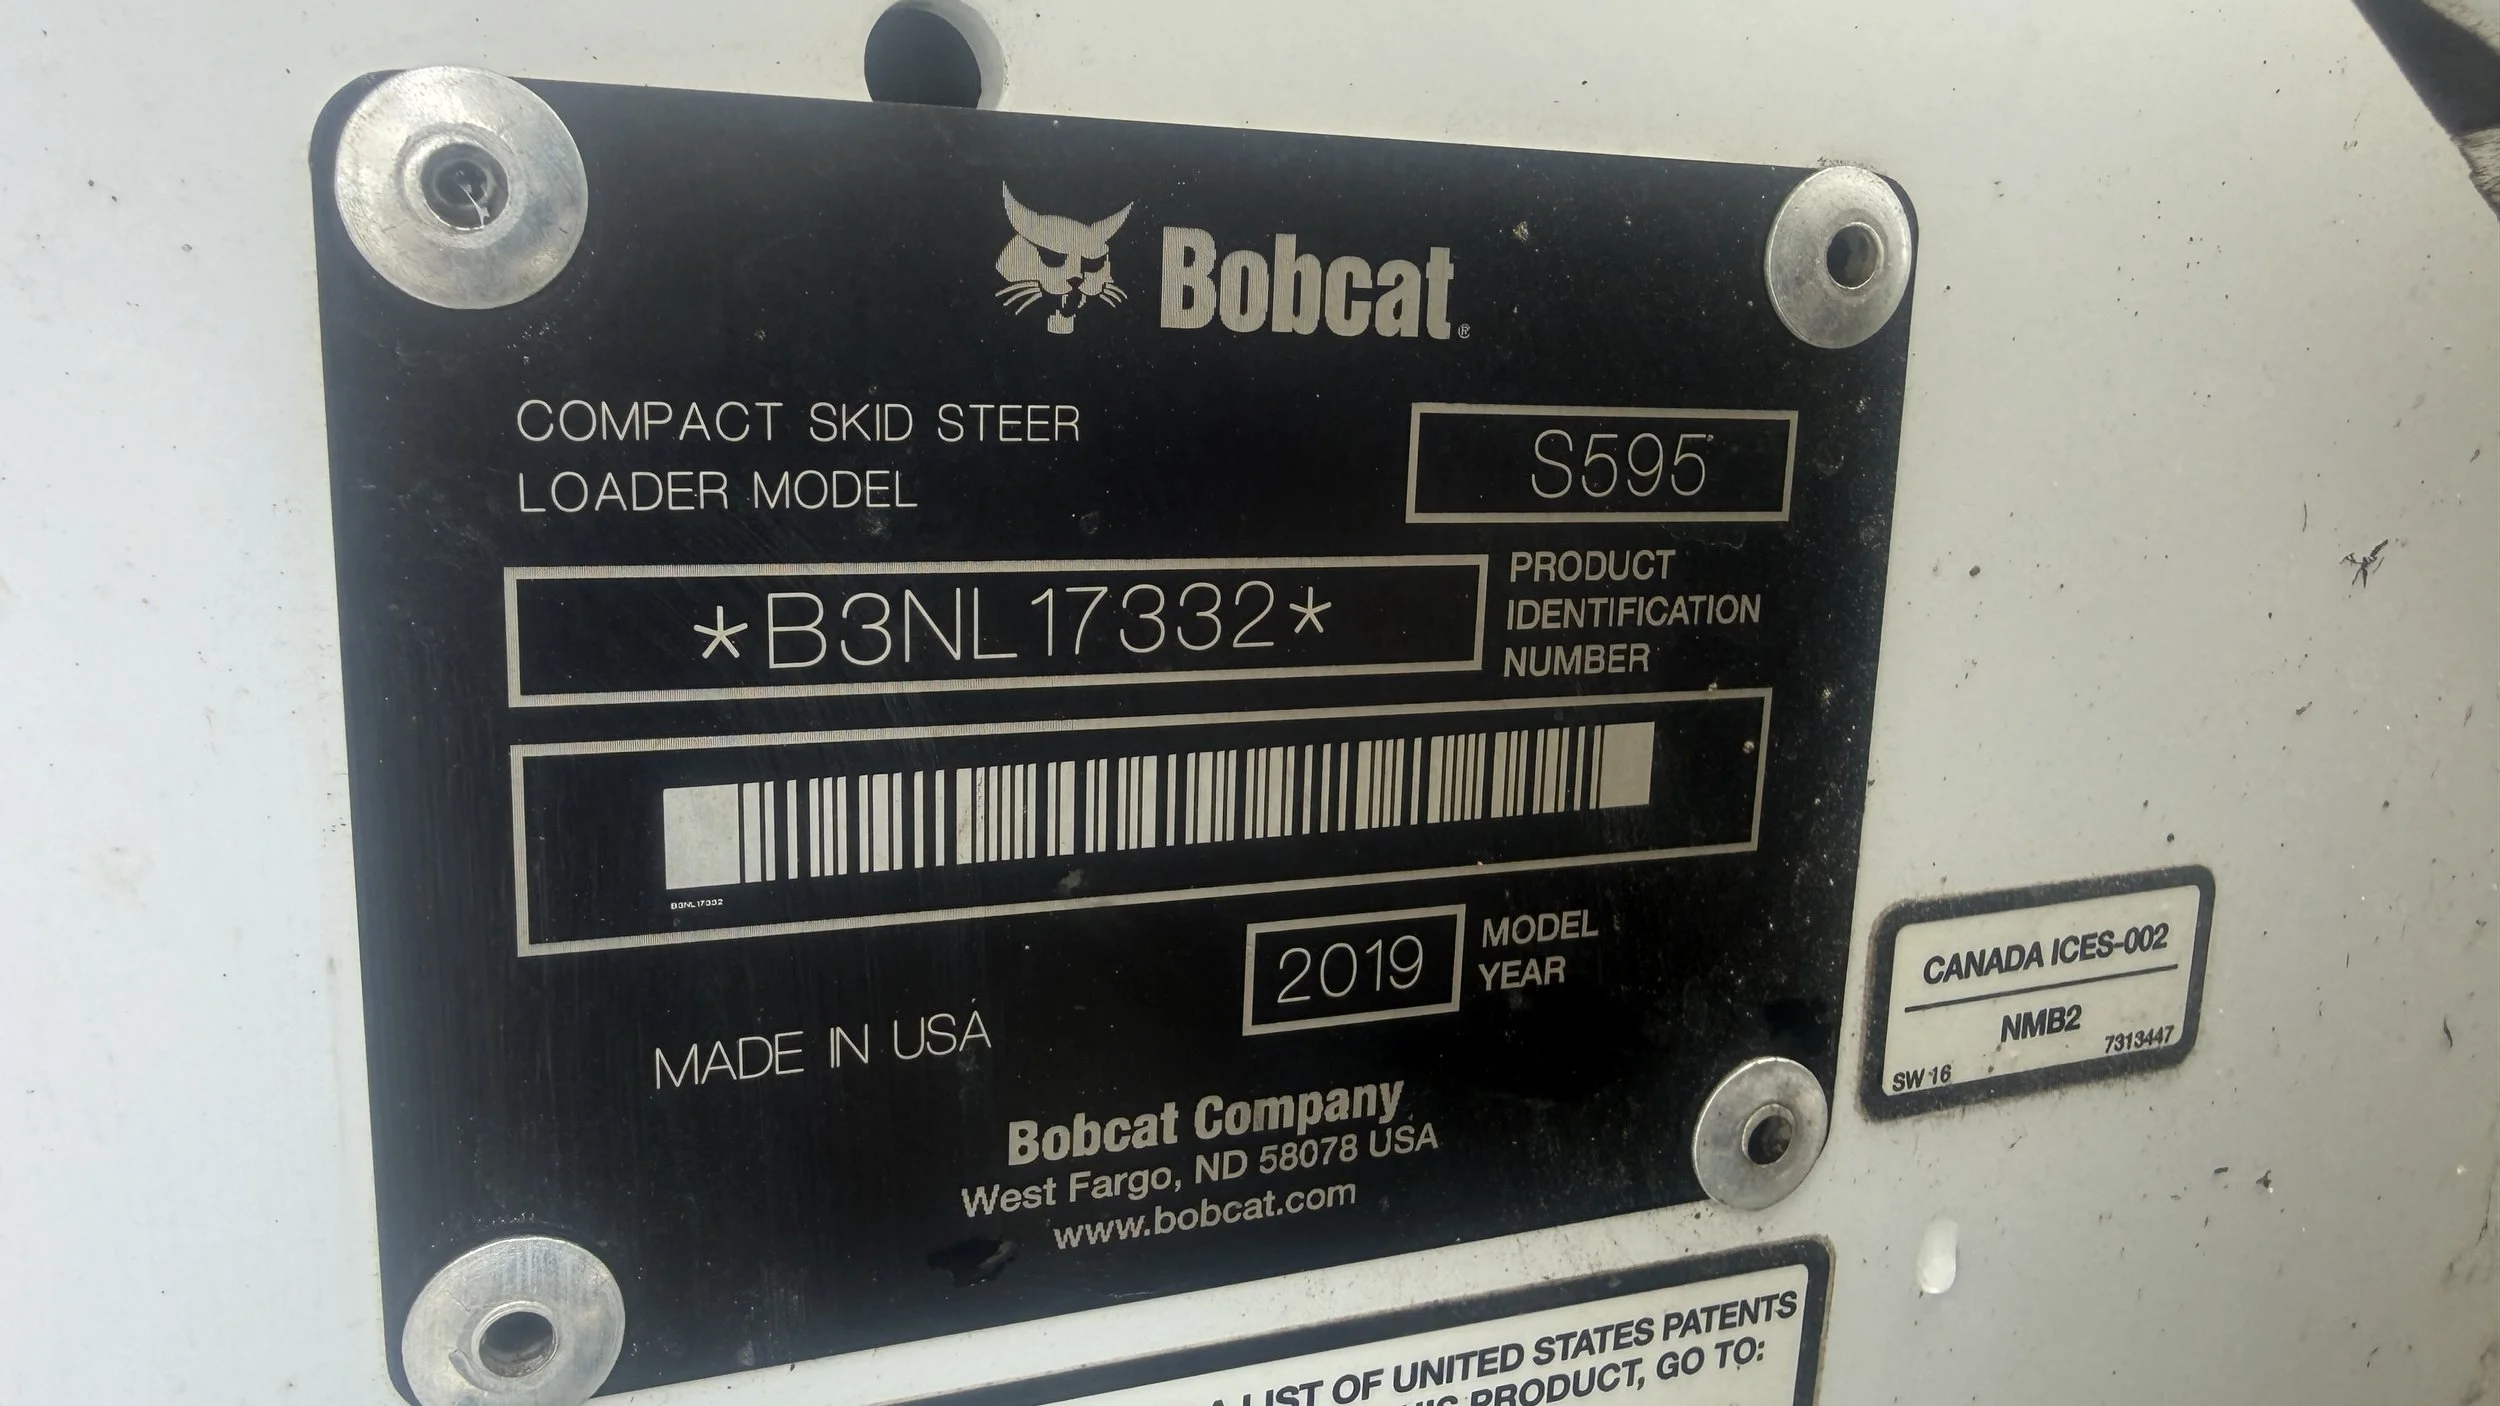 Bobcat®
COMPACT SKID STEER
LOADER MODEL
S595
*B3NL17332*
PRODUCT
IDENTIFICATION
NUMBER
B3NL17332
2019
MODEL
YEAR
MADE IN USA
Bobcat Company
West Fargo, ND 58078 USA
www.bobcat.com
CANADA ICES-002
NMB2
SW 16
7313447
A LIST OF UNITED STATES PATENTS
PRODUCT, GO TO: